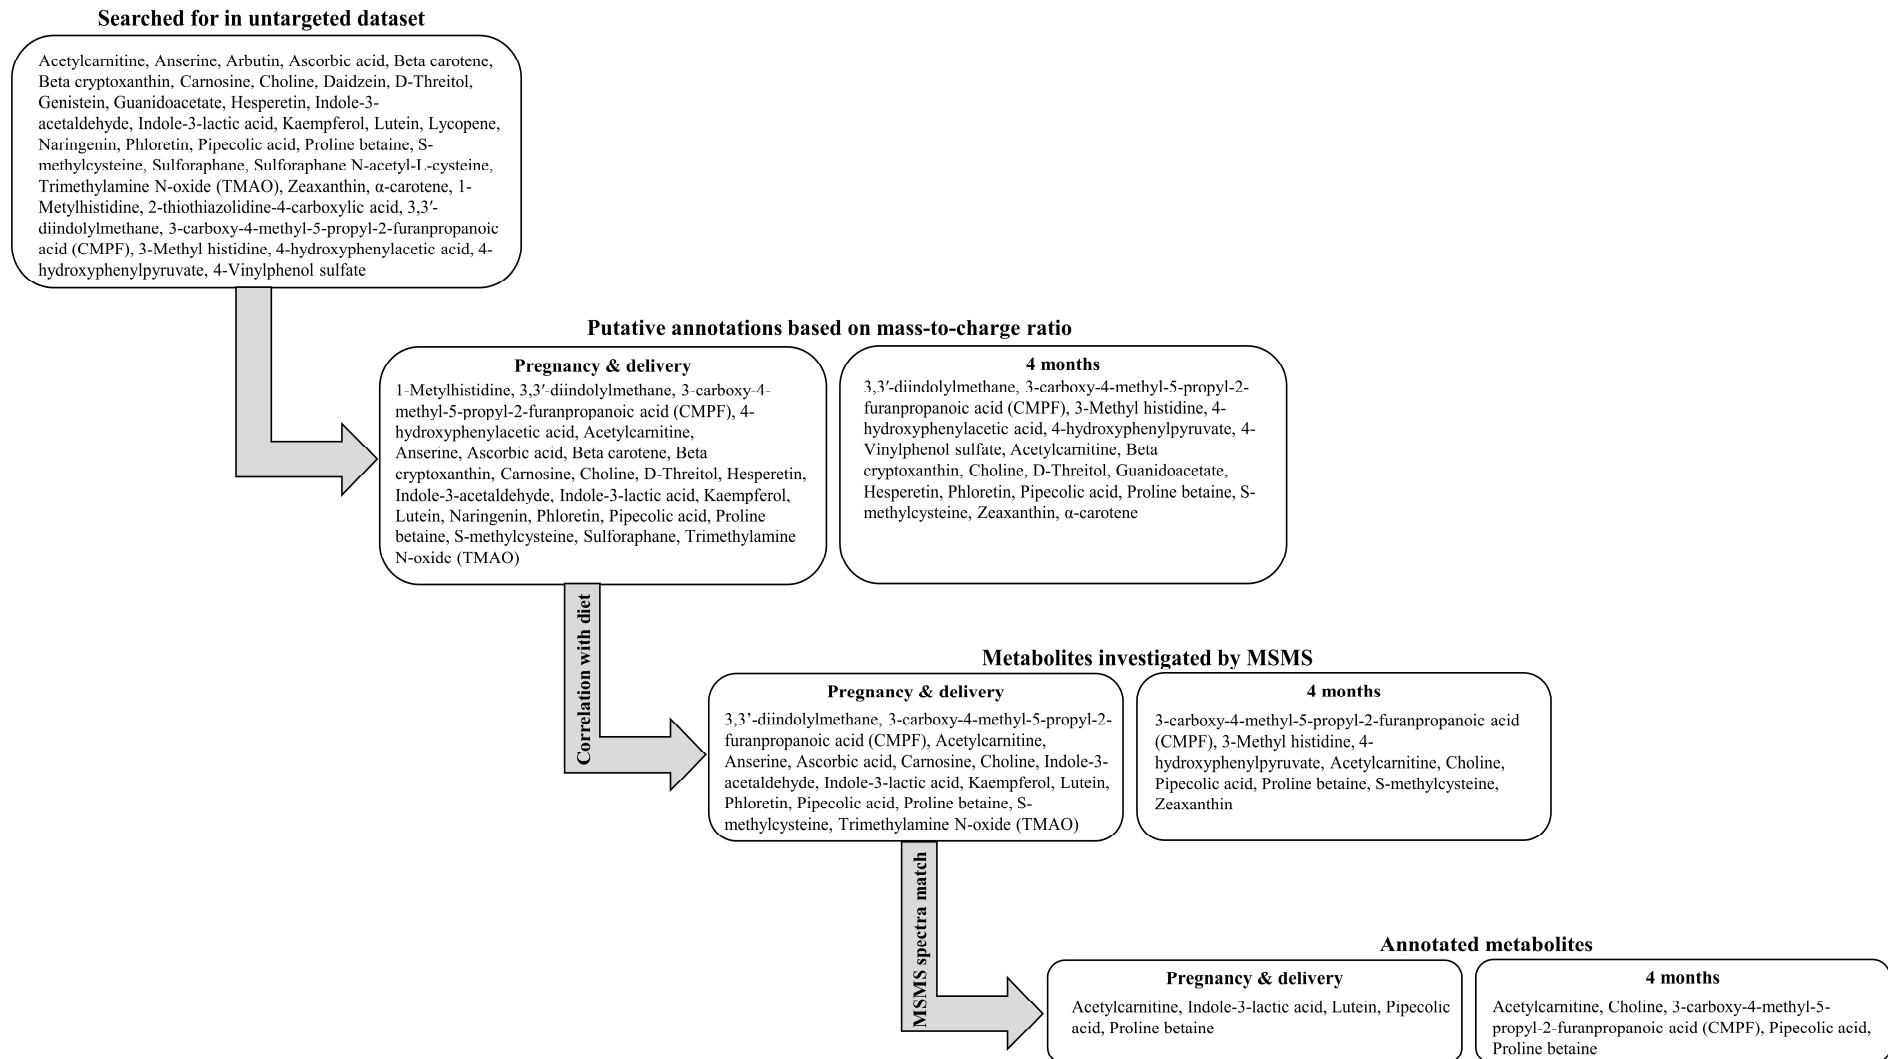 Searched for in untargeted dataset
Acetylcarnitine, Anserine, Arbutin, Ascorbic acid, Beta carotene,
Beta cryptoxanthin, Carnosine, Choline, Daidzein, D-Threitol,
Genistein, Guanidoacetate, Hesperetin, Indole-3-
acetaldehyde, Indole-3-lactic acid, Kaempferol, Lutein, Lycopene,
Naringenin, Phloretin, Pipecolic acid, Proline betaine, S-
methylcysteine, Sulforaphane, Sulforaphane N-acetyl-L-cysteine,
Trimethylamine N-oxide (TMAO), Zeaxanthin, α-carotene, 1-
Metylhistidine, 2-thiothiazolidine-4-carboxylic acid, 3,3′-
diindolylmethane, 3-carboxy-4-methyl-5-propyl-2-furanpropanoic
acid (CMPF), 3-Methyl histidine, 4-hydroxyphenylacetic acid, 4-
hydroxyphenylpyruvate, 4-Vinylphenol sulfate
Putative annotations based on mass-to-charge ratio
Pregnancy & delivery
1-Metylhistidine, 3,3′-diindolylmethane, 3-carboxy-4-
methyl-5-propyl-2-furanpropanoic acid (CMPF), 4-
hydroxyphenylacetic acid, Acetylcarnitine,
Anserine, Ascorbic acid, Beta carotene, Beta
cryptoxanthin, Carnosine, Choline, D-Threitol, Hesperetin,
Indole-3-acetaldehyde, Indole-3-lactic acid, Kaempferol,
Lutein, Naringenin, Phloretin, Pipecolic acid, Proline
betaine, S-methylcysteine, Sulforaphane, Trimethylamine
N-oxide (TMAO)
4 months
3,3′-diindolylmethane, 3-carboxy-4-methyl-5-propyl-2-
furanpropanoic acid (CMPF), 3-Methyl histidine, 4-
hydroxyphenylacetic acid, 4-hydroxyphenylpyruvate, 4-
Vinylphenol sulfate, Acetylcarnitine, Beta
cryptoxanthin, Choline, D-Threitol, Guanidoacetate,
Hesperetin, Phloretin, Pipecolic acid, Proline betaine, S-
methylcysteine, Zeaxanthin, α-carotene
Correlation with diet
Metabolites investigated by MSMS
Pregnancy & delivery
3,3’-diindolylmethane, 3-carboxy-4-methyl-5-propyl-2-
furanpropanoic acid (CMPF), Acetylcarnitine,
Anserine, Ascorbic acid, Carnosine, Choline, Indole-3-
acetaldehyde, Indole-3-lactic acid, Kaempferol, Lutein,
Phloretin, Pipecolic acid, Proline betaine, S-
methylcysteine, Trimethylamine N-oxide (TMAO)
4 months
3-carboxy-4-methyl-5-propyl-2-furanpropanoic acid
(CMPF), 3-Methyl histidine, 4-
hydroxyphenylpyruvate, Acetylcarnitine, Choline,
Pipecolic acid, Proline betaine, S-methylcysteine,
Zeaxanthin
MSMS spectra match
Annotated metabolites
Pregnancy & delivery
Acetylcarnitine, Indole-3-lactic acid, Lutein, Pipecolic
acid, Proline betaine
4 months
Acetylcarnitine, Choline, 3-carboxy-4-methyl-5-
propyl-2-furanpropanoic acid (CMPF), Pipecolic acid,
Proline betaine